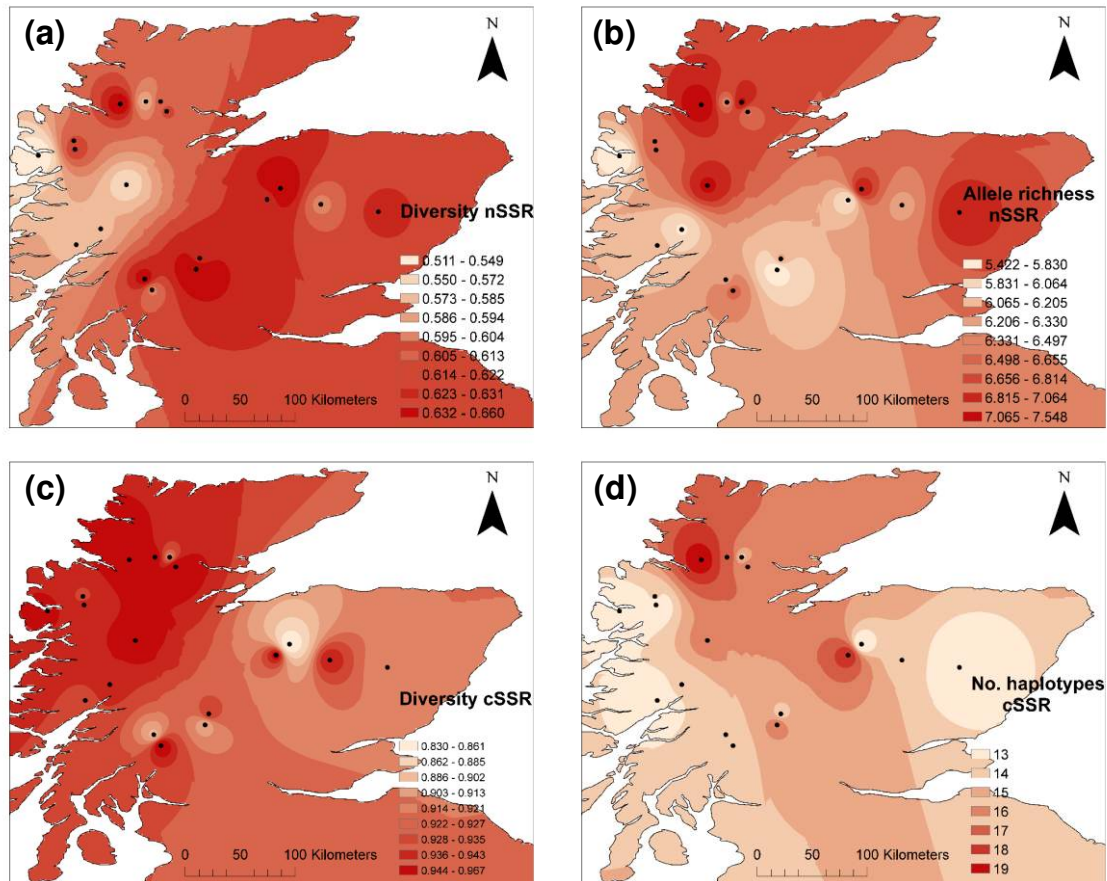 (a)
N
Diversity nSSR
0.511 - 0.549
0.550 - 0.572
0.573 - 0.585
0.586 - 0.594
0.595 - 0.604
0.605 - 0.613
0.614 - 0.622
0.623 - 0.631
0.632 - 0.660
0 50 100 Kilometers
(b)
N
Allele richness
nSSR
5.422 - 5.830
5.831 - 6.064
6.065 - 6.205
6.206 - 6.330
6.331 - 6.497
6.498 - 6.655
6.656 - 6.814
6.815 - 7.064
7.065 - 7.548
0 50 100 Kilometers
(c)
N
Diversity cSSR
0.830 - 0.861
0.862 - 0.885
0.886 - 0.902
0.903 - 0.913
0.914 - 0.921
0.922 - 0.927
0.928 - 0.935
0.936 - 0.943
0.944 - 0.967
0 50 100 Kilometers
(d)
N
No. haplotypes
cSSR
13
14
15
16
17
18
19
0 50 100 Kilometers